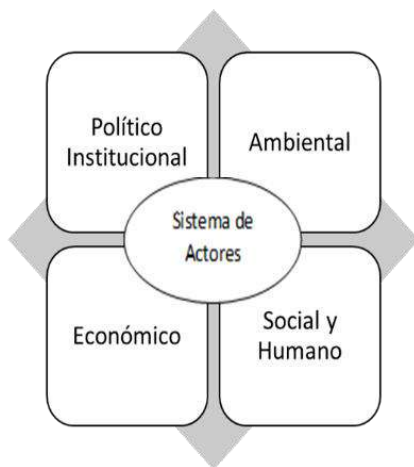 Político
Institucional
Ambiental
Sistema de
Actores
Económico
Social y
Humano